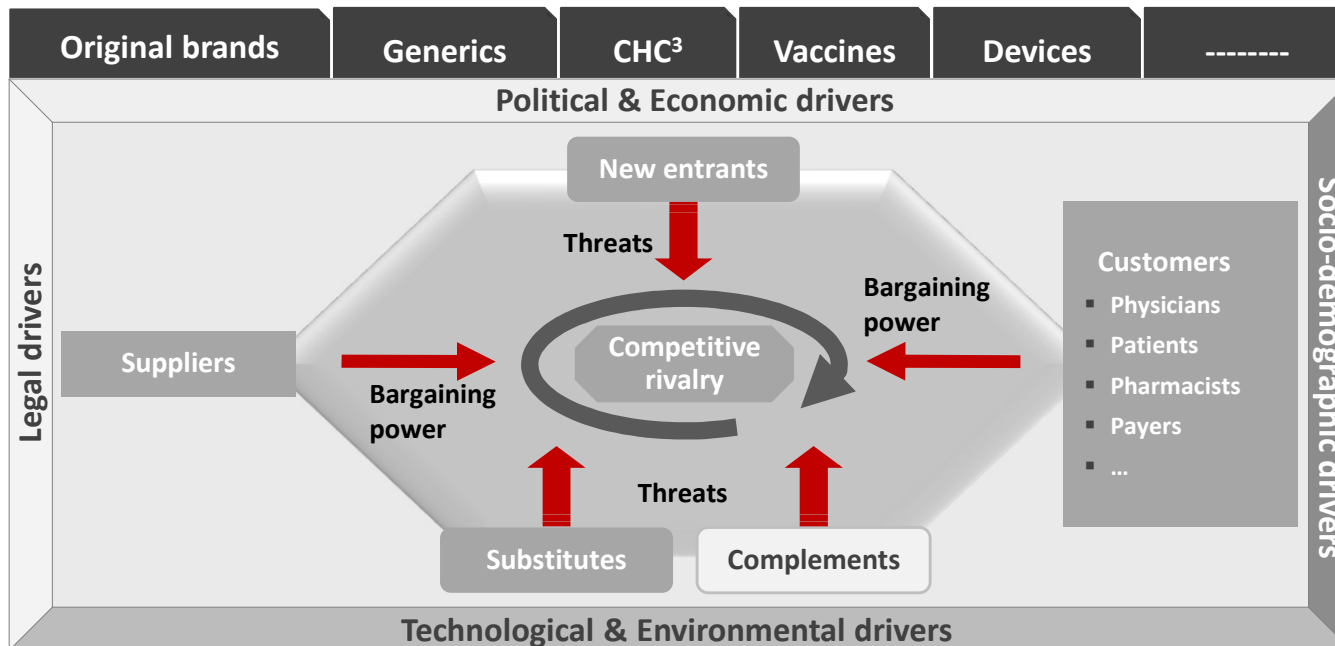 Original brands
Generics
CHC³
Vaccines
Devices
--------
Political & Economic drivers
New entrants
Threats
Legal drivers
Suppliers
Bargaining
power
Competitive
rivalry
Bargaining
power
Customers
▪ Physicians
▪ Patients
▪ Pharmacists
▪ Payers
▪ …
Socio-demographic drivers
Threats
Substitutes
Complements
Technological & Environmental drivers